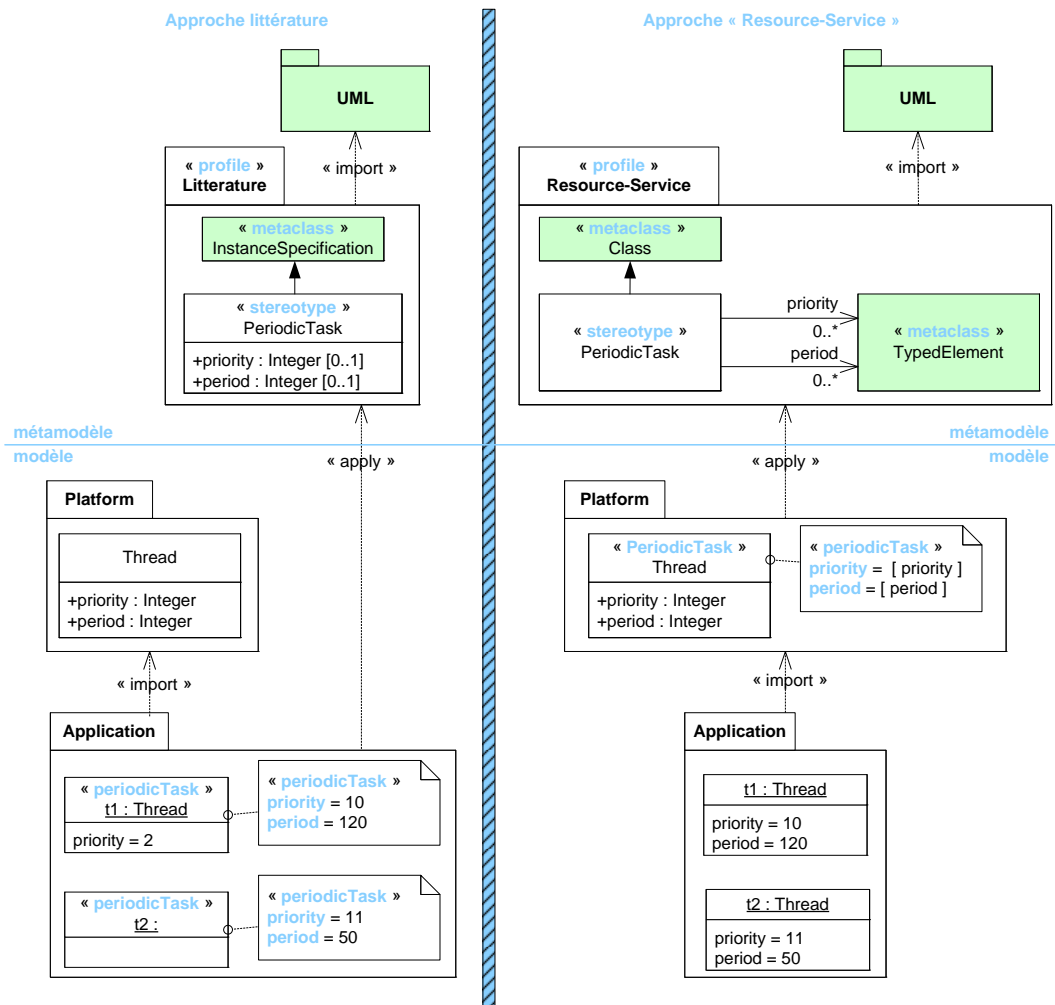 Approche littérature
UML
« profile »
Litterature
« import »
« metaclass »
InstanceSpecification
« stereotype »
PeriodicTask
+priority : Integer [0..1]
+period : Integer [0..1]
métamodèle
modèle
« apply »
Platform
Thread
+priority : Integer
+period : Integer
« import »
Application
« periodicTask »
t1 : Thread
priority = 2
« periodicTask »
priority = 10
period = 120
« periodicTask »
t2 :
« periodicTask »
priority = 11
period = 50
Approche « Resource-Service »
UML
« profile »
Resource-Service
« import »
« metaclass »
Class
« stereotype »
PeriodicTask
priority
0..*
period
0..*
« metaclass »
TypedElement
métamodèle
modèle
« apply »
Platform
« PeriodicTask »
Thread
+priority : Integer
+period : Integer
« periodicTask »
priority = [ priority ]
period = [ period ]
« import »
Application
t1 : Thread
priority = 10
period = 120
t2 : Thread
priority = 11
period = 50